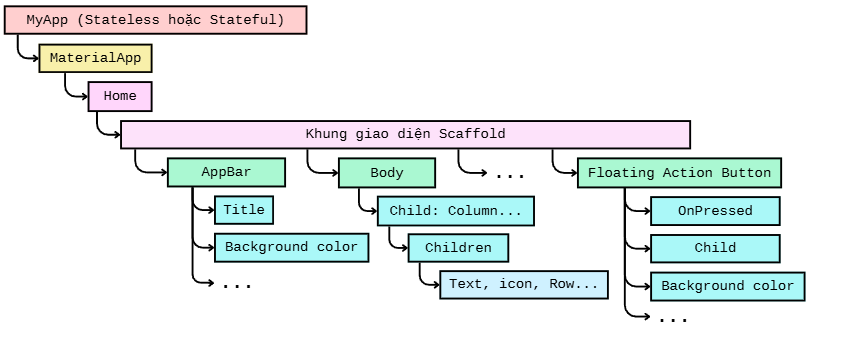 MyApp (Stateless hoặc Stateful)
MaterialApp
Home
Khung giao diện Scaffold
AppBar
Body
...
Floating Action Button
Title
Child: Column...
OnPressed
Background color
Children
Child
...
Text, icon, Row...
Background color
...